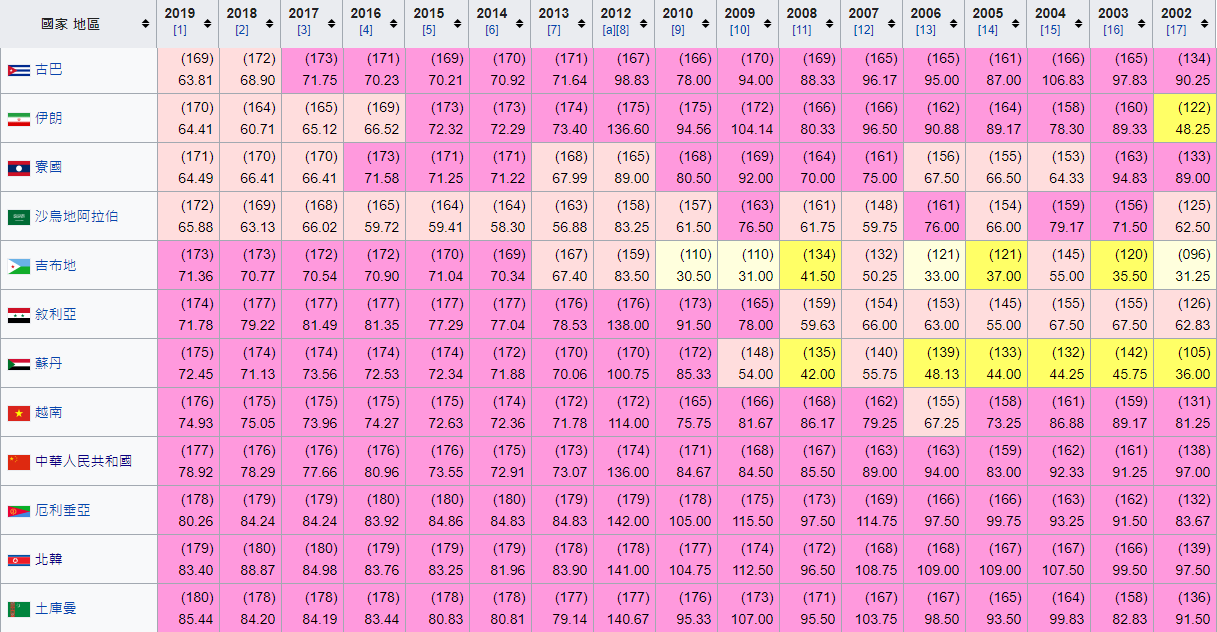 國家 地區 2019 2018 2017 2016 2015 2014 2013 2012 2010 2009 2008 2007 2006 2005 2004 2003 2002
[1] [2] [3] [4] [5] [6] [7] [a][8] [9] [10] [11] [12] [13] [14] [15] [16] [17]
(169) (172) (173) (171) (169) (170) (171) (167) (166) (170) (169) (165) (165) (161) (166) (165) (134)
古巴
63.81 68.90 71.75 70.23 70.21 70.92 71.64 98.83 78.00 94.00 88.33 96.17 95.00 87.00 106.83 97.83 90.25
(170) (164) (165) (169) (173) (173) (174) (175) (175) (172) (166) (166) (162) (164) (158) (160) (122)
伊朗
64.41 60.71 65.12 66.52 72.32 72.29 73.40 136.60 94.56 104.14 80.33 96.50 90.88 89.17 78.30 89.33 48.25
(171) (170) (170) (173) (171) (171) (168) (165) (168) (169) (164) (161) (156) (155) (153) (163) (133)
寮國
64.49 66.41 66.41 71.58 71.25 71.22 67.99 89.00 80.50 92.00 70.00 75.00 67.50 66.50 64.33 94.83 89.00
(172) (169) (168) (165) (164) (164) (163) (158) (157) (163) (161) (148) (161) (154) (159) (156) (125)
沙烏地阿拉伯
65.88 63.13 66.02 59.72 59.41 58.30 56.88 83.25 61.50 76.50 61.75 59.75 76.00 66.00 79.17 71.50 62.50
(173) (173) (172) (172) (170) (169) (167) (159) (110) (110) (134) (132) (121) (121) (145) (120) (096)
吉布地
71.36 70.77 70.54 70.90 71.04 70.34 67.40 83.50 30.50 31.00 41.50 50.25 33.00 37.00 55.00 35.50 31.25
(174) (177) (177) (177) (177) (177) (176) (176) (173) (165) (159) (154) (153) (145) (155) (155) (126)
敘利亞
71.78 79.22 81.49 81.35 77.29 77.04 78.53 138.00 91.50 78.00 59.63 66.00 63.00 55.00 67.50 67.50 62.83
(175) (174) (174) (174) (174) (172) (170) (170) (172) (148) (135) (140) (139) (133) (132) (142) (105)
蘇丹
72.45 71.13 73.56 72.53 72.34 71.88 70.06 100.75 85.33 54.00 42.00 55.75 48.13 44.00 44.25 45.75 36.00
(176) (175) (175) (175) (175) (174) (172) (172) (165) (166) (168) (162) (155) (158) (161) (159) (131)
越南
74.93 75.05 73.96 74.27 72.63 72.36 71.78 114.00 75.75 81.67 86.17 79.25 67.25 73.25 86.88 89.17 81.25
(177) (176) (176) (176) (176) (175) (173) (174) (171) (168) (167) (163) (163) (159) (162) (161) (138)
中華人民共和國
78.92 78.29 77.66 80.96 73.55 72.91 73.07 136.00 84.67 84.50 85.50 89.00 94.00 83.00 92.33 91.25 97.00
(178) (179) (179) (180) (180) (180) (179) (179) (178) (175) (173) (169) (166) (166) (163) (162) (132)
厄利垂亞
80.26 84.24 84.24 83.92 84.86 84.83 84.83 142.00 105.00 115.50 97.50 114.75 97.50 99.75 93.25 91.50 83.67
(179) (180) (180) (179) (179) (179) (178) (178) (177) (174) (172) (168) (168) (167) (167) (166) (139)
北韓
83.40 88.87 84.98 83.76 83.25 81.96 83.90 141.00 104.75 112.50 96.50 108.75 109.00 109.00 107.50 99.50 97.50
(180) (178) (178) (178) (178) (178) (177) (177) (176) (173) (171) (167) (167) (165) (164) (158) (136)
土庫曼
85.44 84.20 84.19 83.44 80.83 80.81 79.14 140.67 95.33 107.00 95.50 103.75 98.50 93.50 99.83 82.83 91.50